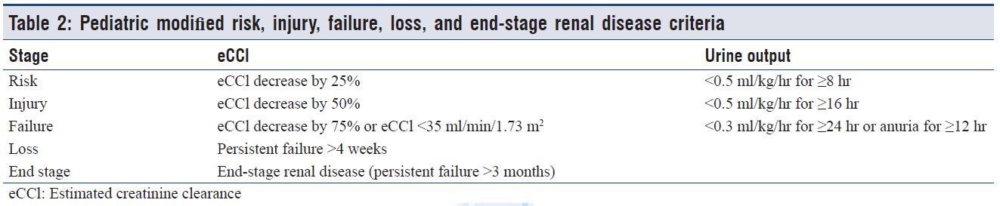 Table 2: Pediatric modified risk, injury, failure, loss, and end-stage renal disease criteria
Stage eCCl Urine output
Risk eCCl decrease by 25% <0.5 ml/kg/hr for ≥8 hr
Injury eCCl decrease by 50% <0.5 ml/kg/hr for ≥16 hr
Failure eCCl decrease by 75% or eCCl <35 ml/min/1.73 m² <0.3 ml/kg/hr for ≥24 hr or anuria for ≥12 hr
Loss Persistent failure >4 weeks
End stage End-stage renal disease (persistent failure >3 months)
eCCl: Estimated creatinine clearance